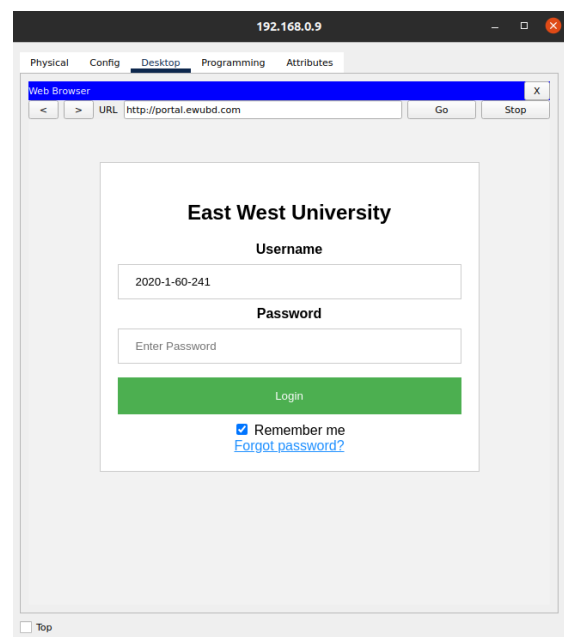 192.168.0.9
Physical Config Desktop Programming Attributes
Web Browser X
< > URL http://portal.ewubd.com Go Stop
East West University
Username
2020-1-60-241
Password
Enter Password
Login
Remember me
Forgot password?
Top